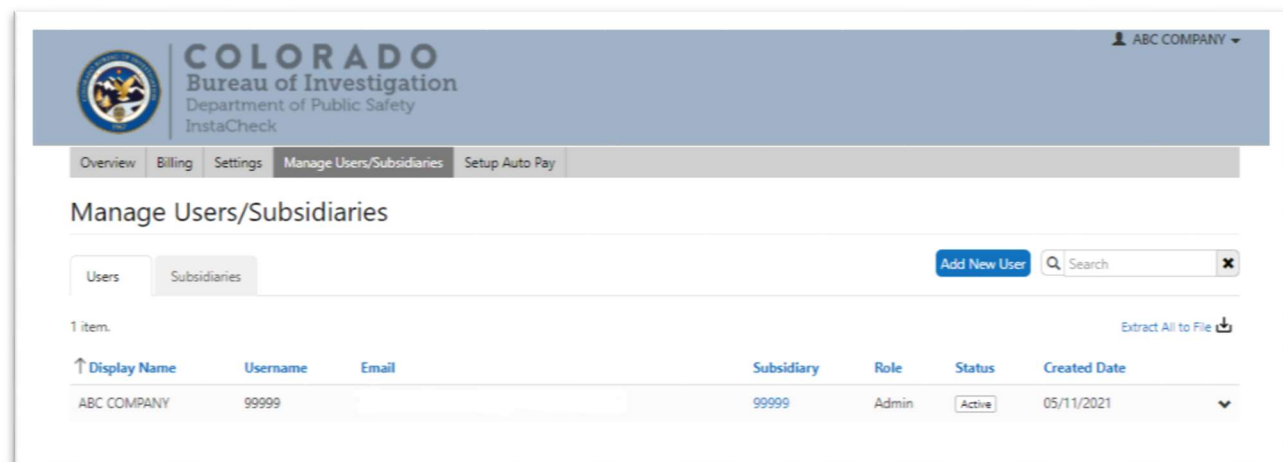 ABC COMPANY
COLORADO
Bureau of Investigation
Department of Public Safety
InstaCheck
Overview Billing Settings Manage Users/Subsidiaries Setup Auto Pay
Manage Users/Subsidiaries
Users Subsidiaries Add New User Search
1 item.
Extract All to File
Display Name Username Email Subsidiary Role Status Created Date
ABC COMPANY 99999 99999 Admin Active 05/11/2021